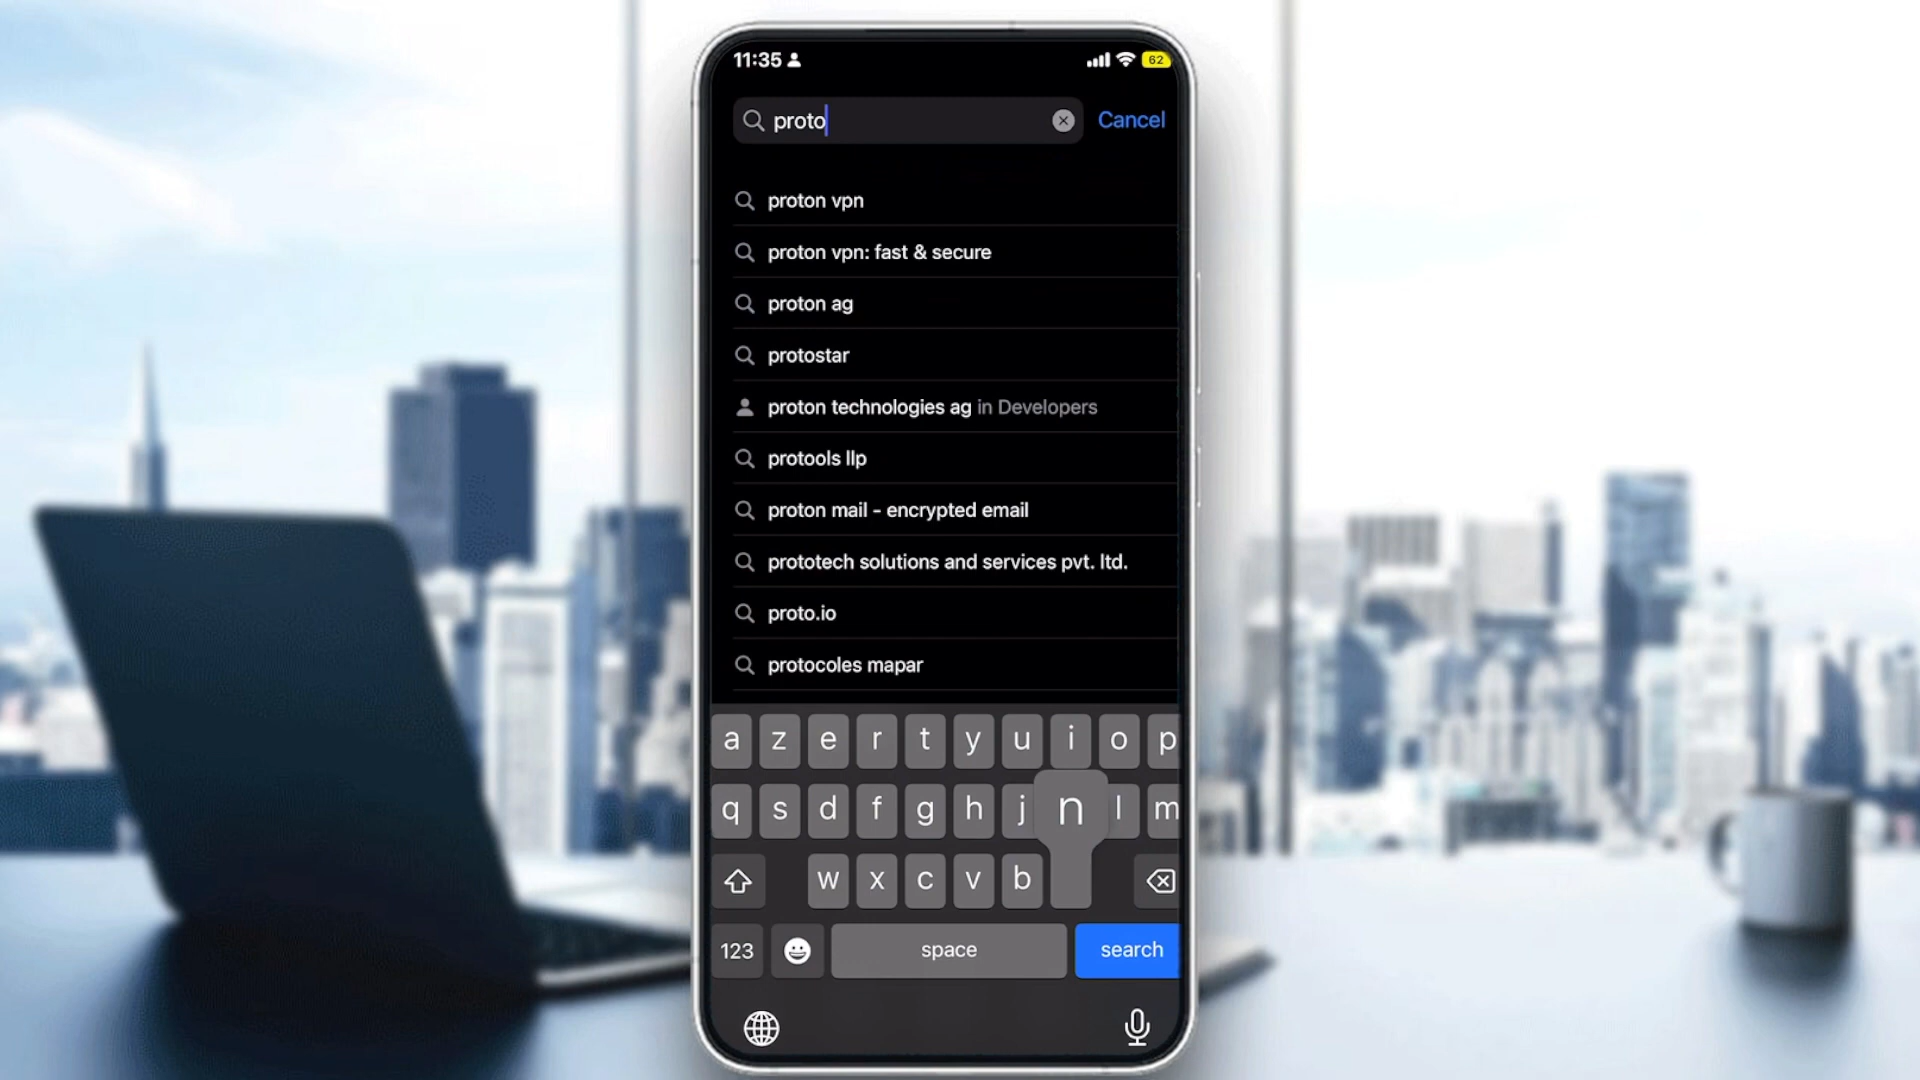 11:35
62
proto
Cancel
proton vpn
proton vpn: fast & secure
proton ag
protostar
proton technologies ag in Developers
protools llp
proton mail - encrypted email
prototech solutions and services pvt. ltd.
proto.io
protocoles mapar
a z e r t y u i o p
q s d f g h j n l m
w x c v b
123 space search